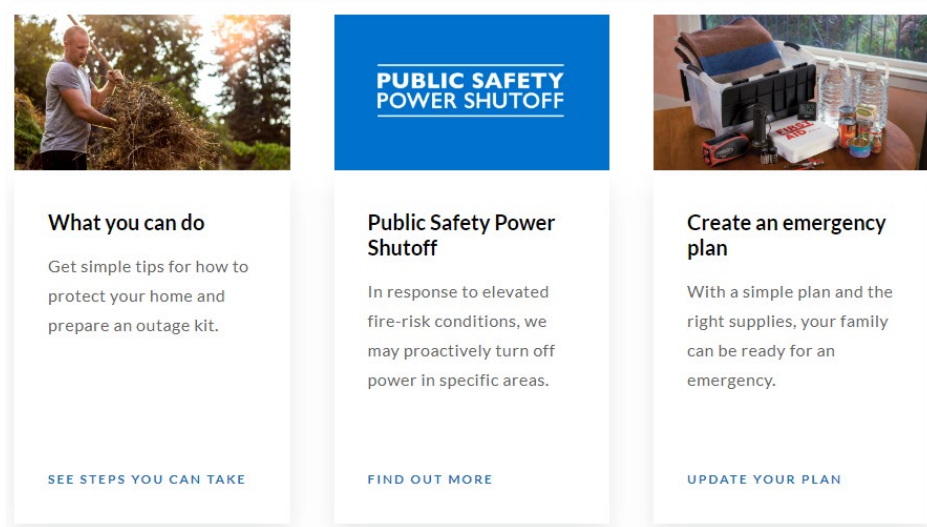 PUBLIC SAFETY
POWER SHUTOFF
FIRST
AID
What you can do
Get simple tips for how to
protect your home and
prepare an outage kit.
SEE STEPS YOU CAN TAKE
Public Safety Power
Shutoff
In response to elevated
fire-risk conditions, we
may proactively turn off
power in specific areas.
FIND OUT MORE
Create an emergency
plan
With a simple plan and the
right supplies, your family
can be ready for an
emergency.
UPDATE YOUR PLAN